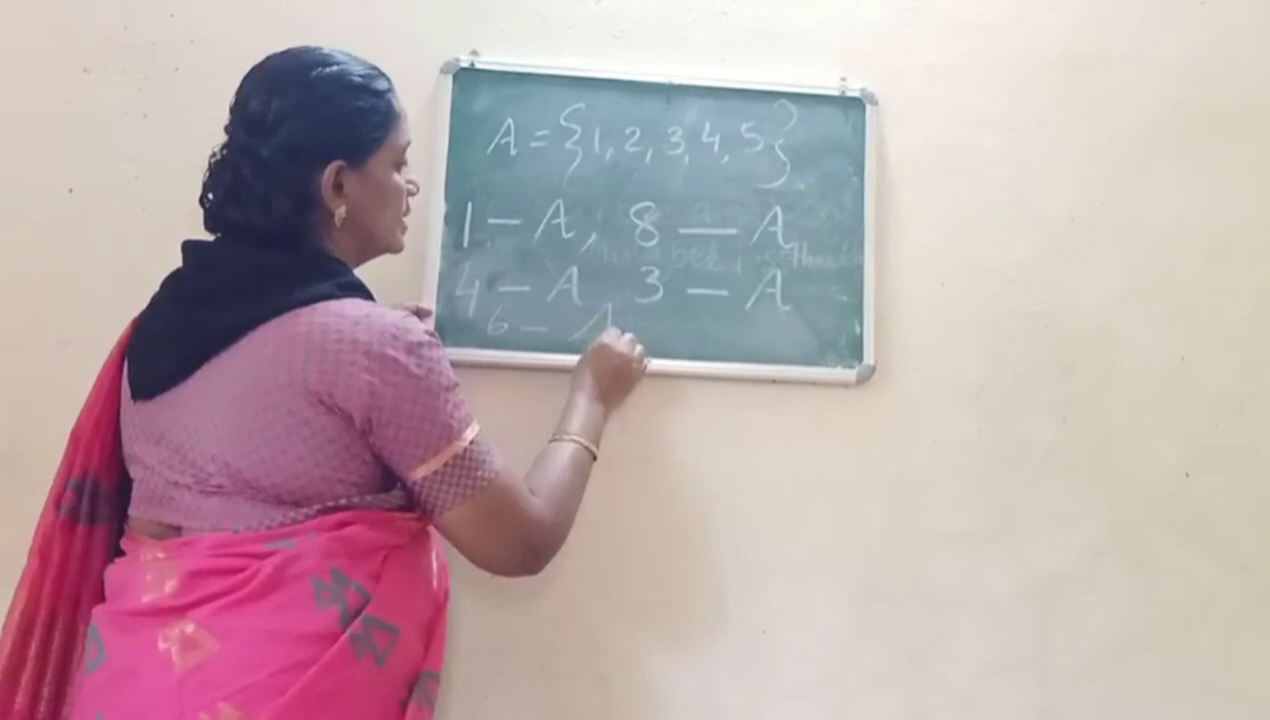 A = {1, 2, 3, 4, 5}
1 — A, 8 — A
4 — A 3 — A
6 — A